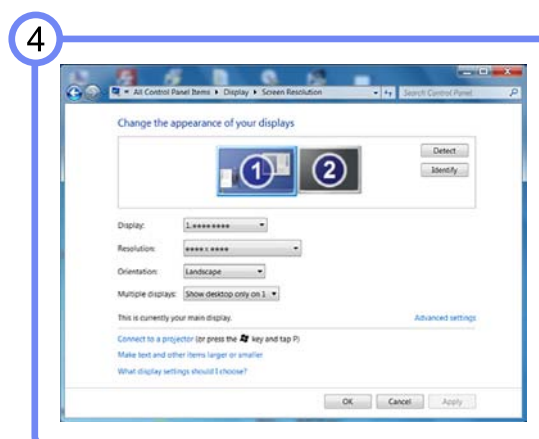 4
All Control Panel Items ▸ Display ▸ Screen Resolution
Search Control Panel
Change the appearance of your displays
1
2
Detect
Identify
Display: 1.********
Resolution: ****x****
Orientation: Landscape
Multiple displays: Show desktop only on 1
This is currently your main display.
Advanced settings
Connect to a projector (or press the key and tap P)
Make text and other items larger or smaller
What display settings should I choose?
OK
Cancel
Apply